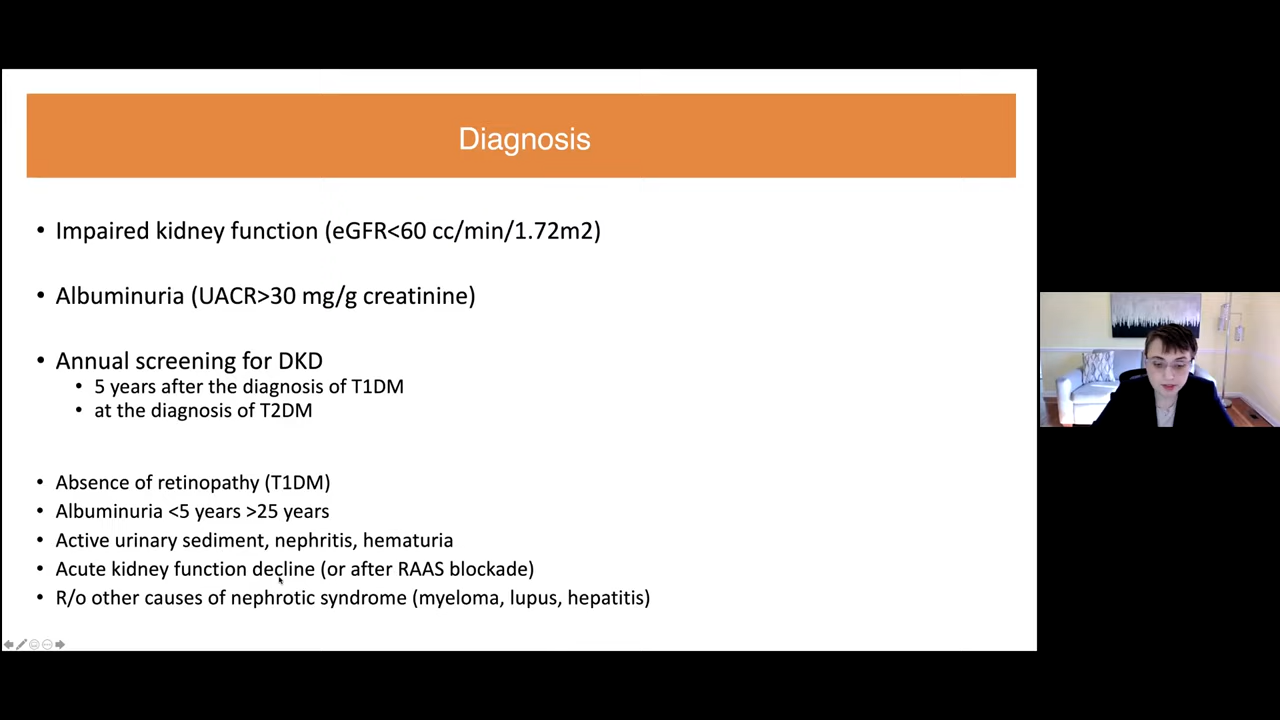 Diagnosis
• Impaired kidney function (eGFR<60 cc/min/1.72m2)
• Albuminuria (UACR>30 mg/g creatinine)
• Annual screening for DKD
• 5 years after the diagnosis of T1DM
• at the diagnosis of T2DM
• Absence of retinopathy (T1DM)
• Albuminuria <5 years >25 years
• Active urinary sediment, nephritis, hematuria
• Acute kidney function decline (or after RAAS blockade)
• R/o other causes of nephrotic syndrome (myeloma, lupus, hepatitis)